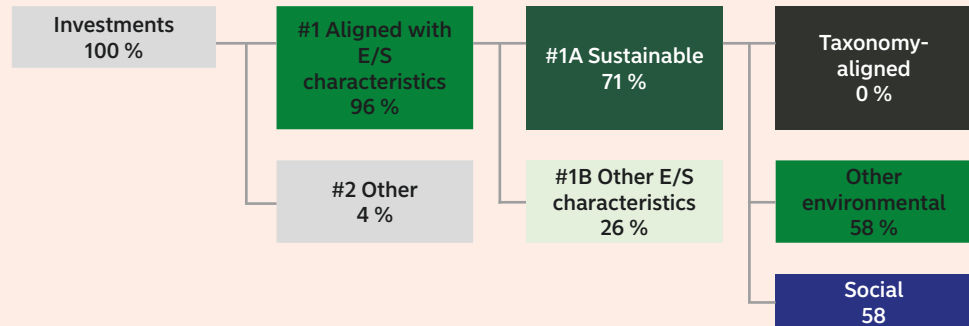 Investments
100 %
#1 Aligned with
E/S
characteristics
96 %
#1A Sustainable
71 %
Taxonomy-
aligned
0 %
#2 Other
4 %
#1B Other E/S
characteristics
26 %
Other
environmental
58 %
Social
58